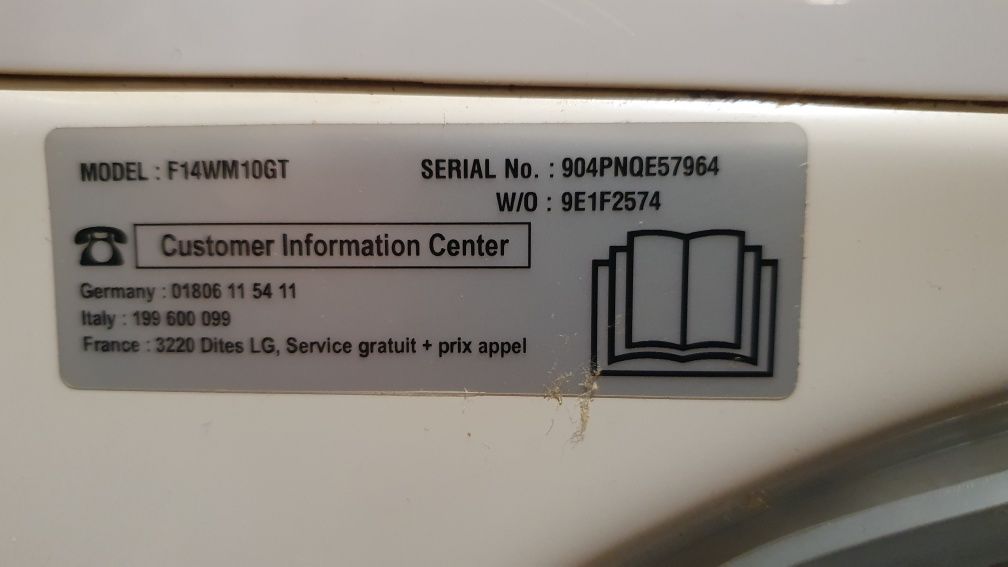 MODEL : F14WM10GT
SERIAL No. : 904PNQE57964
W/O : 9E1F2574
Customer Information Center
Germany : 01806 11 54 11
Italy : 199 600 099
France : 3220 Dites LG, Service gratuit + prix appel